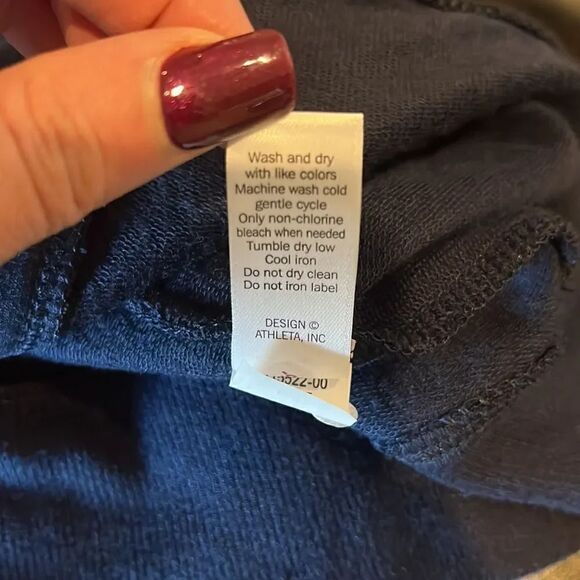 Wash and dry
with like colors
Machine wash cold
gentle cycle
Only non-chlorine
bleach when needed
Tumble dry low
Cool iron
Do not dry clean
Do not iron label
DESIGN ©
ATHLETA, INC